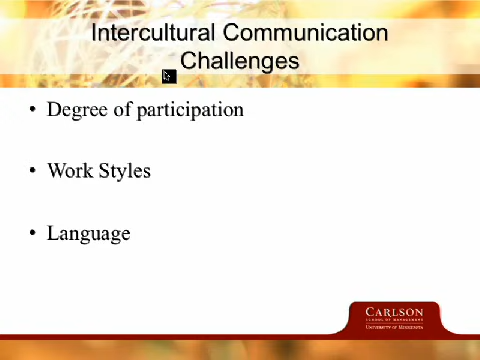 Intercultural Communication
Challenges
• Degree of participation
• Work Styles
• Language
CARLSON
SCHOOL OF MANAGEMENT
UNIVERSITY OF MINNESOTA